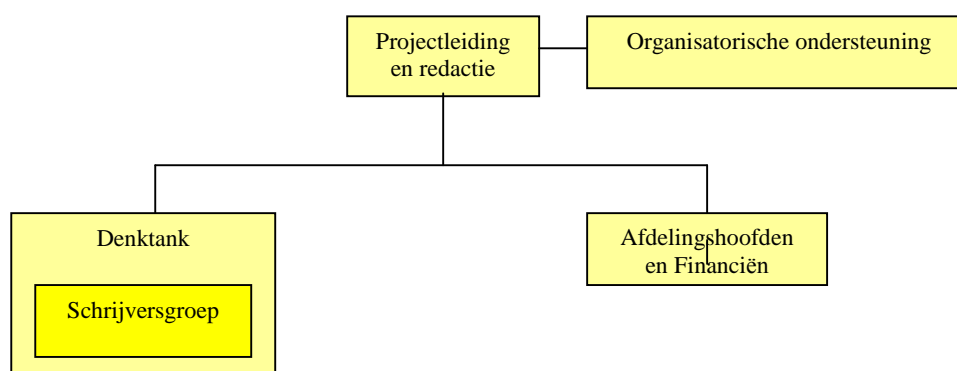 Projectleiding
en redactie
Organisatorische ondersteuning
Denktank
Schrijversgroep
Afdelingshoofden
en Financiën